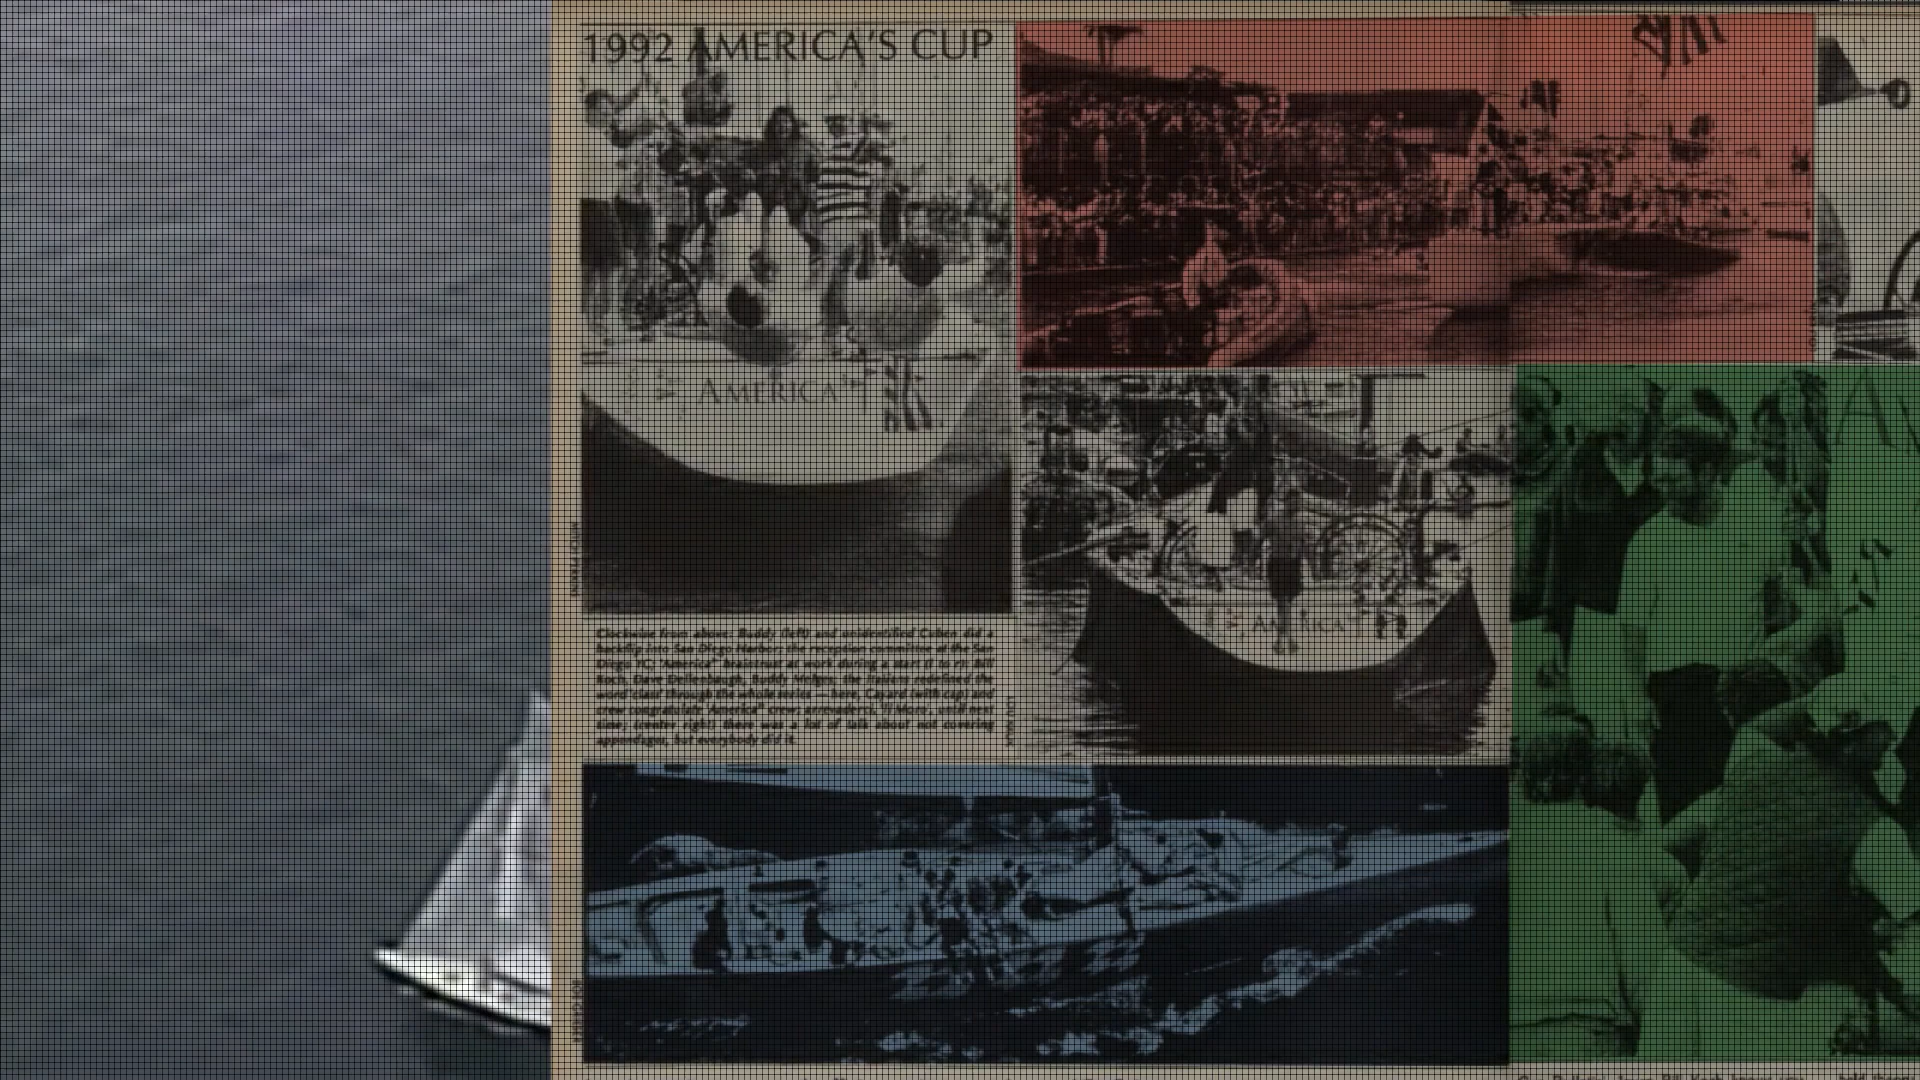 1992 AMERICA'S CUP
AMERICA
Clockwise from above: Buddy (left) and unidentified Cuben did a
backflip into San Diego Harbor; the reception committee at the San
Diego YC; 'America³' braintrust at work during a start (l to r): Bill
Koch, Dave Dellenbaugh, Buddy Melges; the Italians redefined the
word 'class' through the whole series — here, Cayard (with cap) and
crew congratulate 'America³' crew; arrevaderci, 'Il Moro', until next
time; (center right) there was a lot of talk about not covering
appendages, but everybody did it.
AMERICA